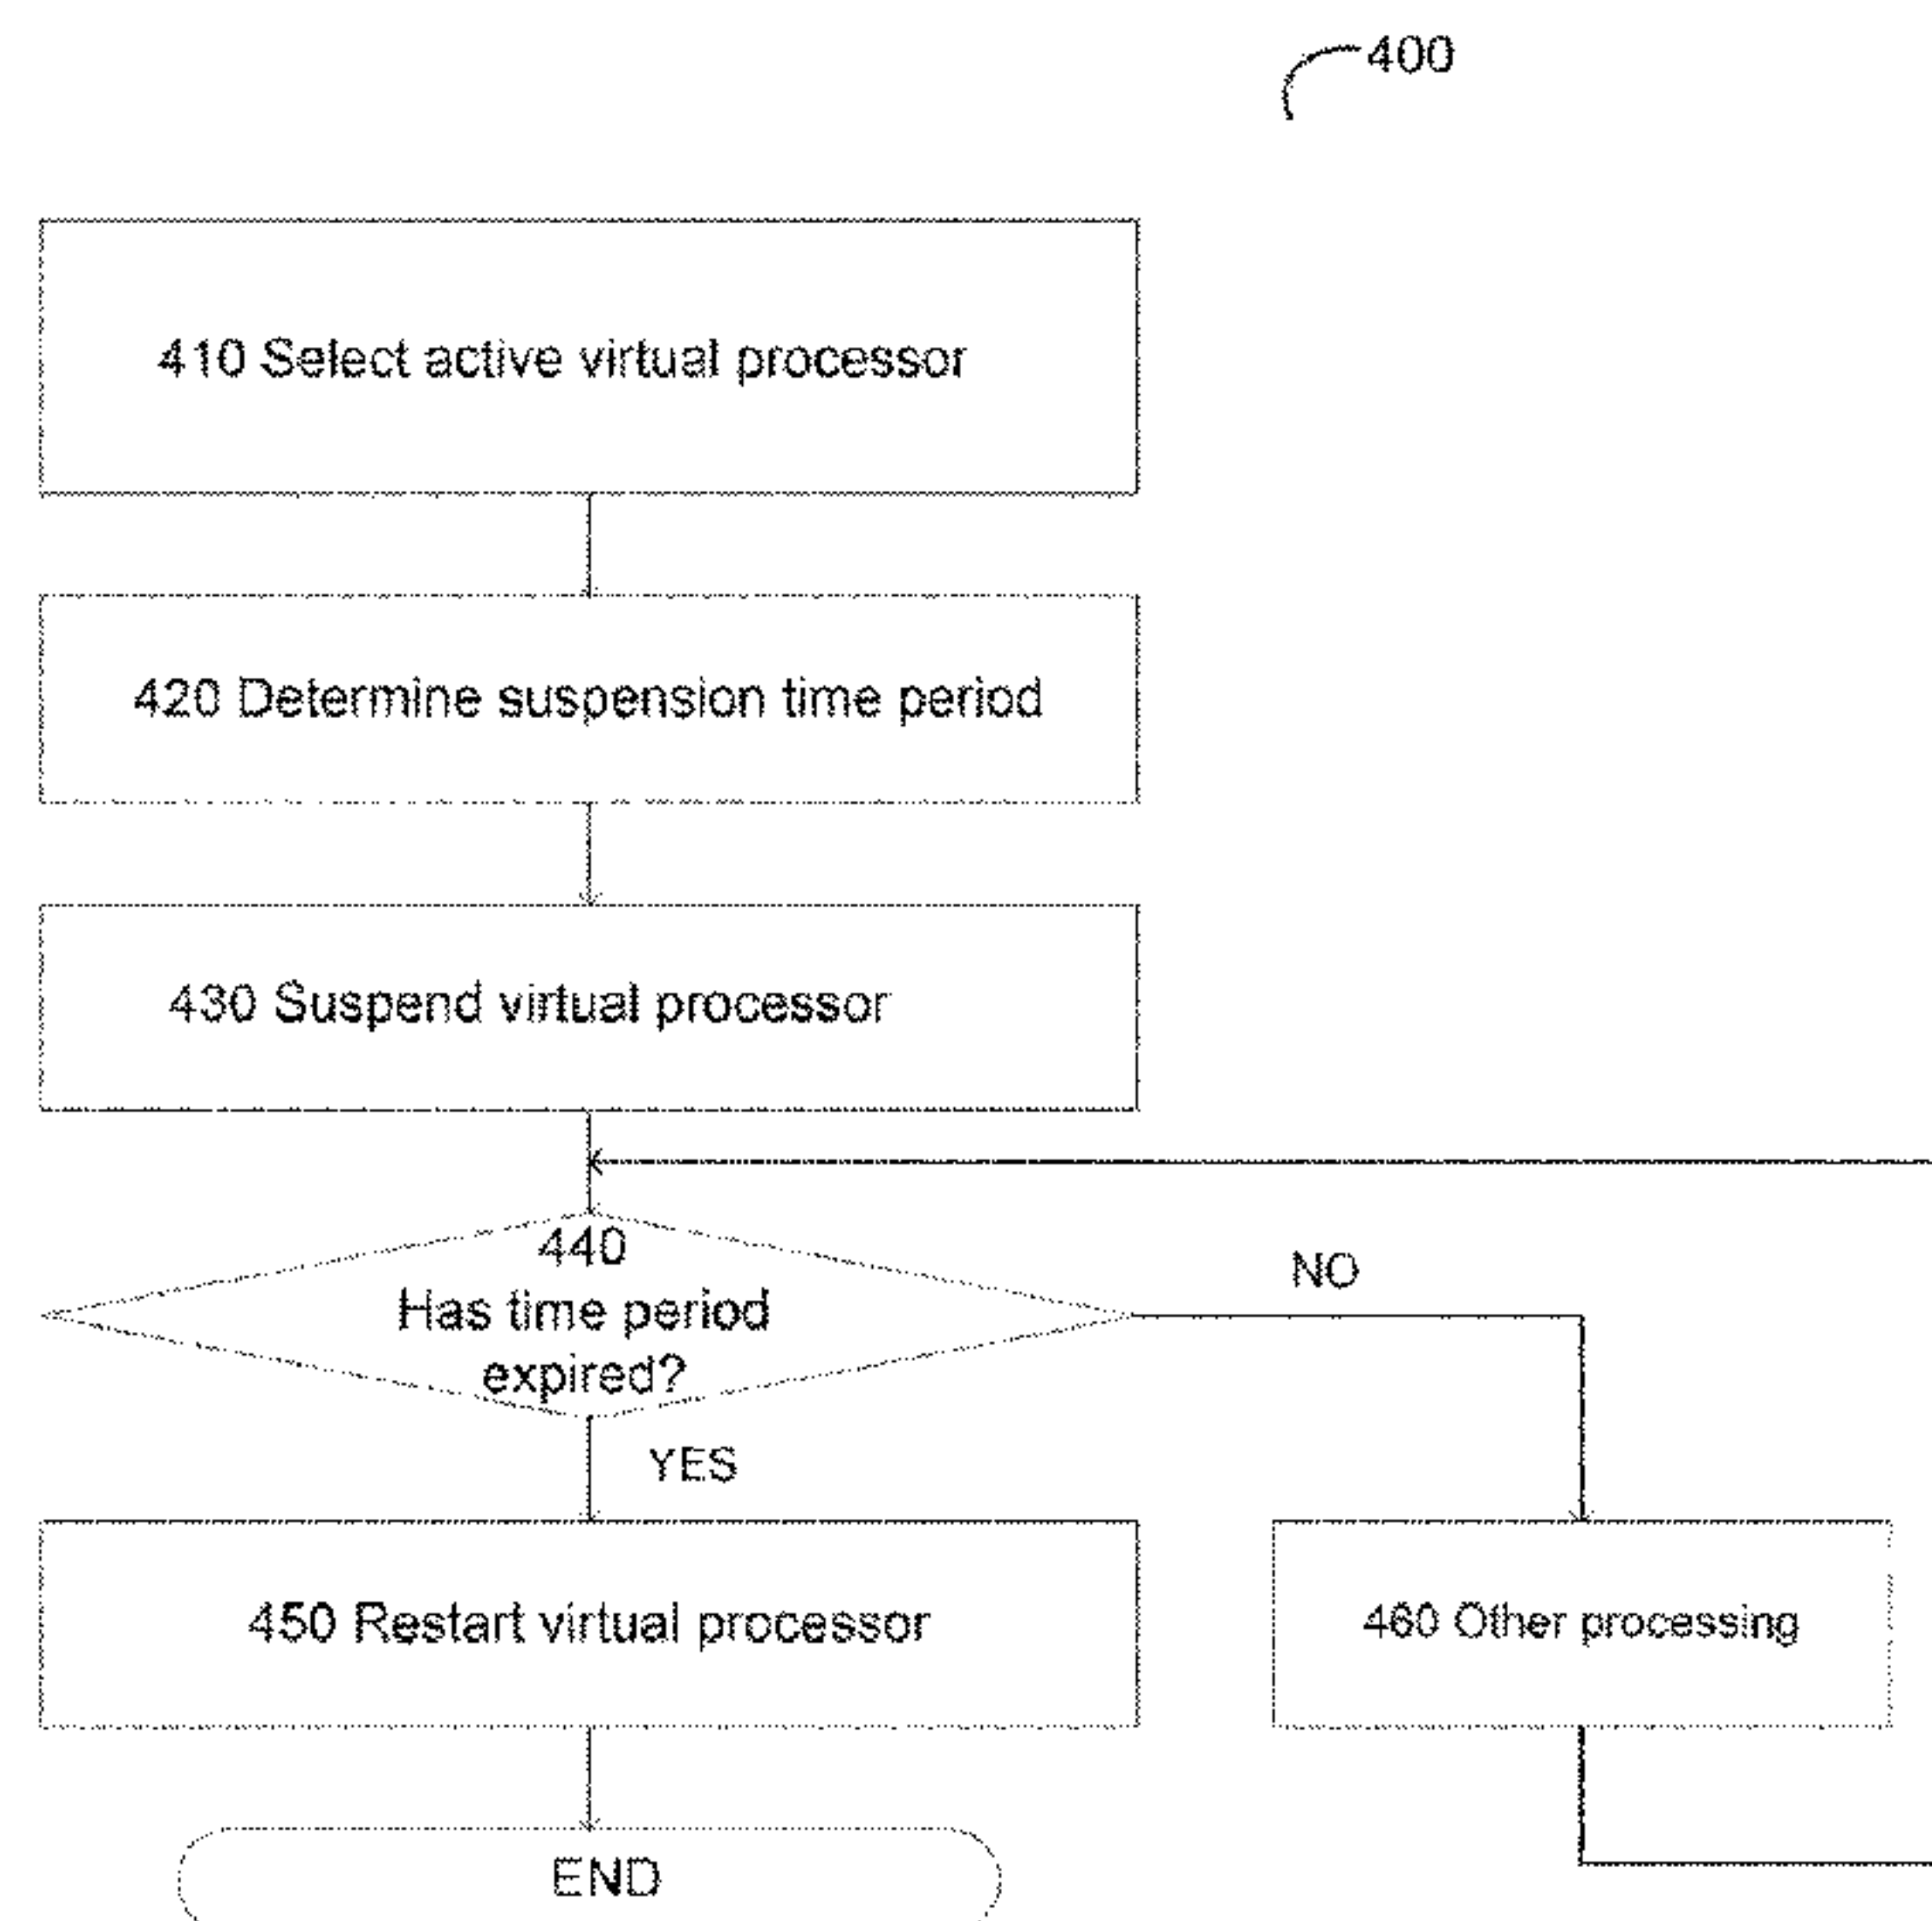 400
410 Select active virtual processor
420 Determine suspension time period
430 Suspend virtual processor
440
Has time period
expired?
NO
YES
450 Restart virtual processor
460 Other processing
END